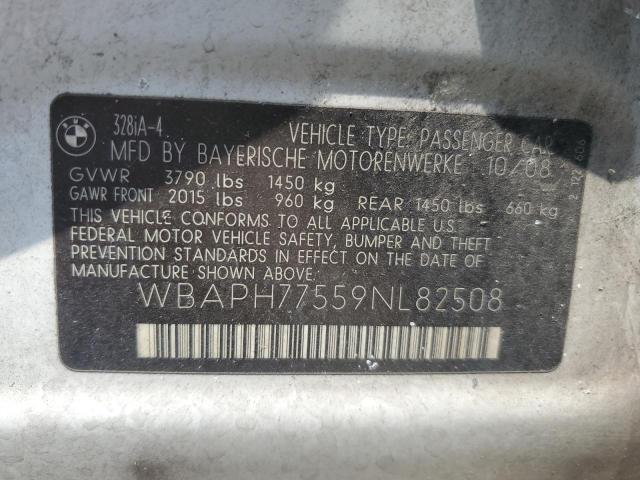 BMW
328iA-4
VEHICLE TYPE: PASSENGER CAR
MFD BY BAYERISCHE MOTORENWERKE 10/08
GVWR 3790 lbs 1450 kg
GAWR FRONT 2015 lbs 960 kg REAR 1450 lbs 660 kg
THIS VEHICLE CONFORMS TO ALL APPLICABLE U.S.
FEDERAL MOTOR VEHICLE SAFETY, BUMPER AND THEFT
PREVENTION STANDARDS IN EFFECT ON THE DATE OF
MANUFACTURE SHOWN ABOVE.
WBAPH77559NL82508